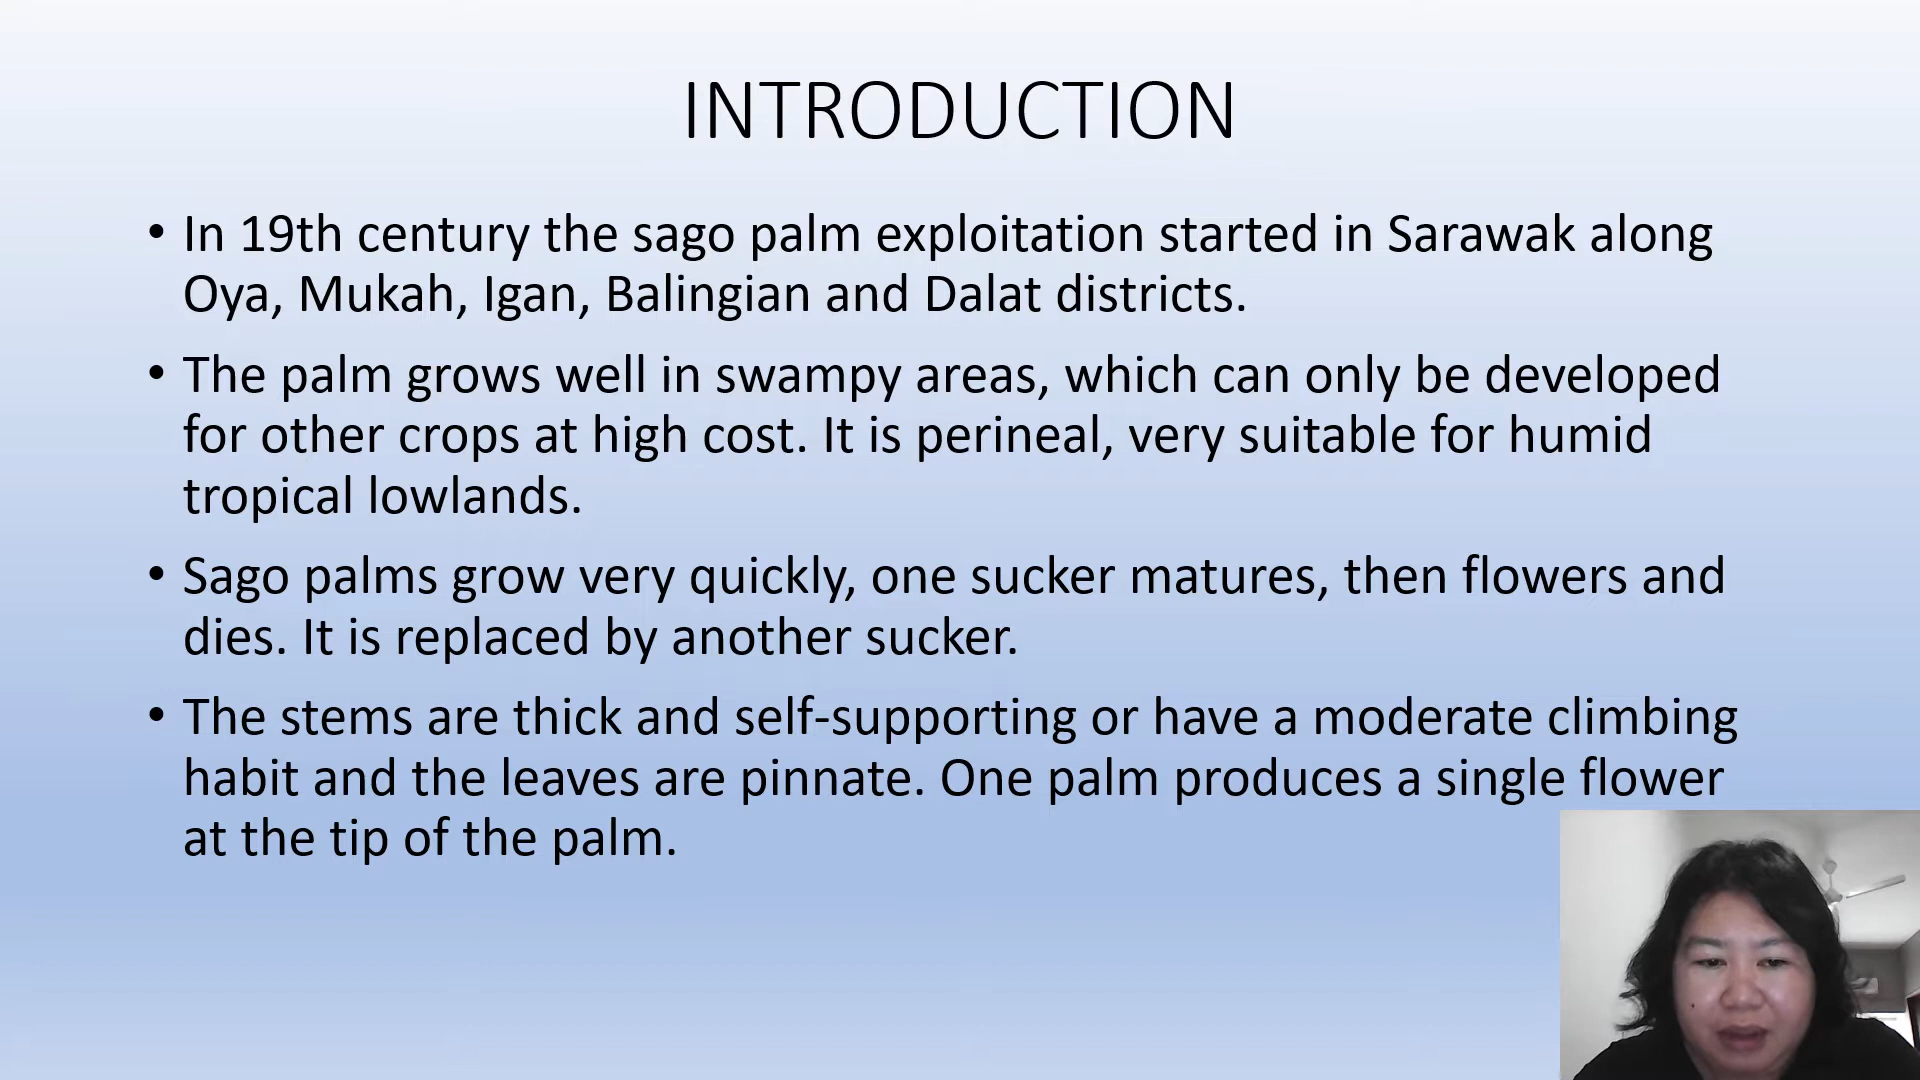 INTRODUCTION
• In 19th century the sago palm exploitation started in Sarawak along
Oya, Mukah, Igan, Balingian and Dalat districts.
• The palm grows well in swampy areas, which can only be developed
for other crops at high cost. It is perineal, very suitable for humid
tropical lowlands.
• Sago palms grow very quickly, one sucker matures, then flowers and
dies. It is replaced by another sucker.
• The stems are thick and self-supporting or have a moderate climbing
habit and the leaves are pinnate. One palm produces a single flower
at the tip of the palm.